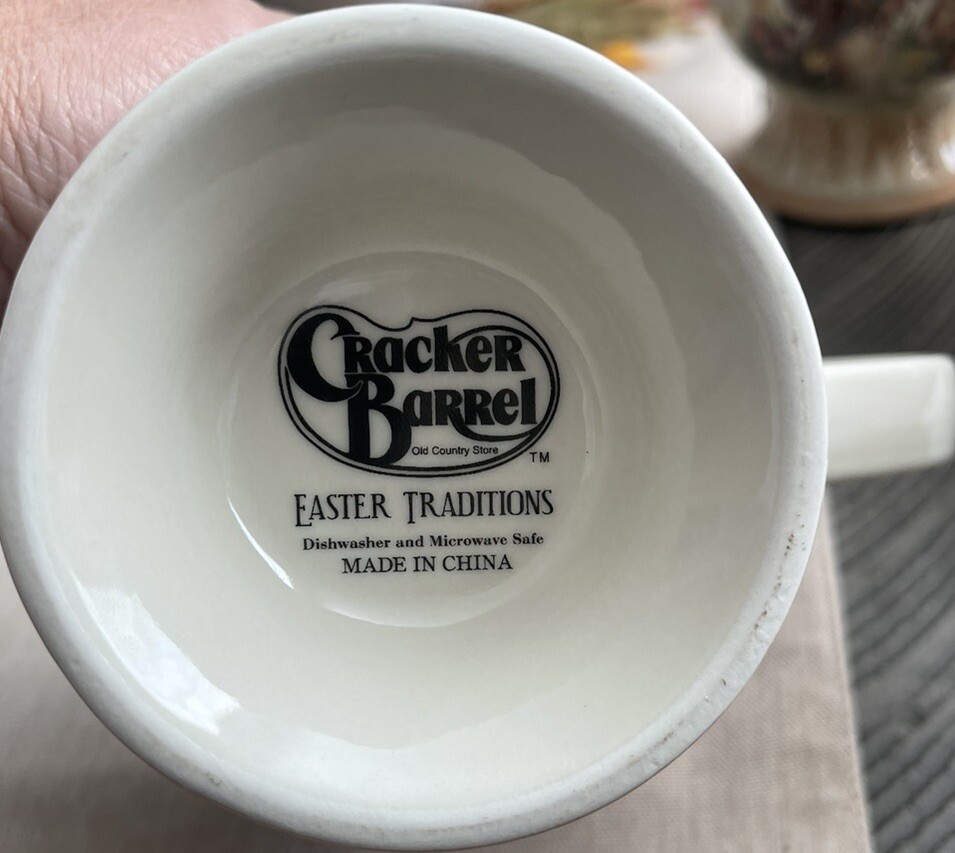 Cracker
Barrel
Old Country Store
TM
EASTER TRADITIONS
Dishwasher and Microwave Safe
MADE IN CHINA